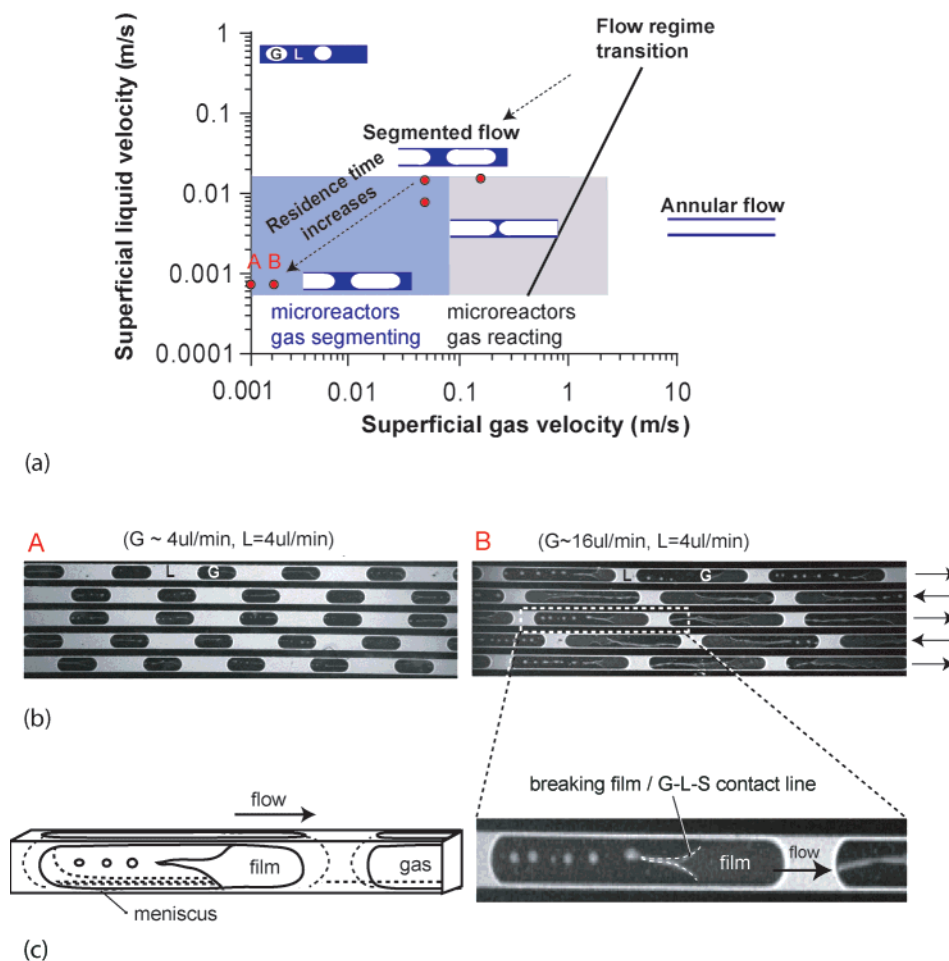 Superficial liquid velocity (m/s)
1
0.1
0.01
0.001
0.0001
G L
Flow regime
transition
Segmented flow
Residence time
increases
Annular flow
A B
microreactors
gas segmenting
microreactors
gas reacting
0.001
0.01
0.1
1
10
Superficial gas velocity (m/s)
(a)
A
(G ~ 4ul/min, L=4ul/min)
L G
B
(G~16ul/min, L=4ul/min)
L G
(b)
breaking film / G-L-S contact line
flow
film
gas
meniscus
film
flow
(c)